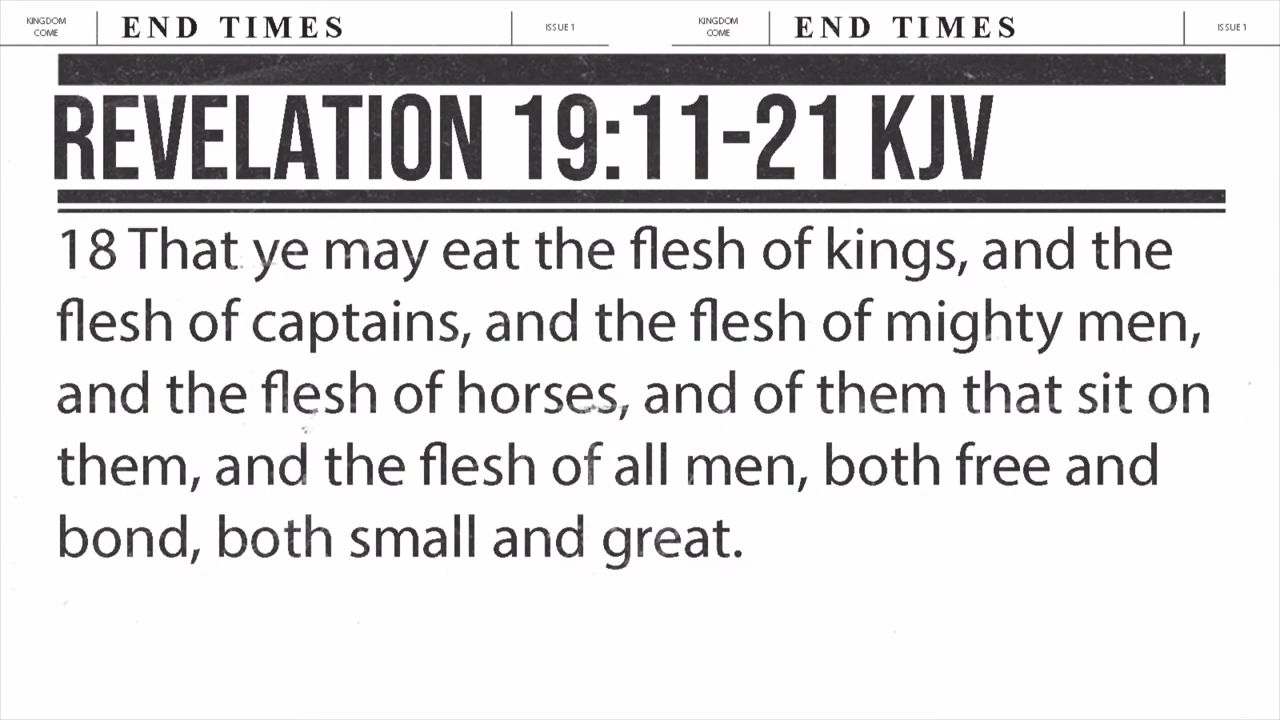 KINGDOM
COME
END TIMES
ISSUE 1
KINGDOM
COME
END TIMES
ISSUE 1
REVELATION 19:11-21 KJV
18 That ye may eat the flesh of kings, and the
flesh of captains, and the flesh of mighty men,
and the flesh of horses, and of them that sit on
them, and the flesh of all men, both free and
bond, both small and great.